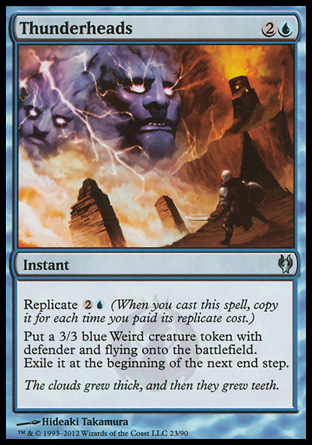 Thunderheads 2
Instant
Replicate 2 (When you cast this spell, copy
it for each time you paid its replicate cost.)
Put a 3/3 blue Weird creature token with
defender and flying onto the battlefield.
Exile it at the beginning of the next end step.
The clouds grew thick, and then they grew teeth.
Hideaki Takamura
™ & © 1993–2012 Wizards of the Coast LLC 23/90